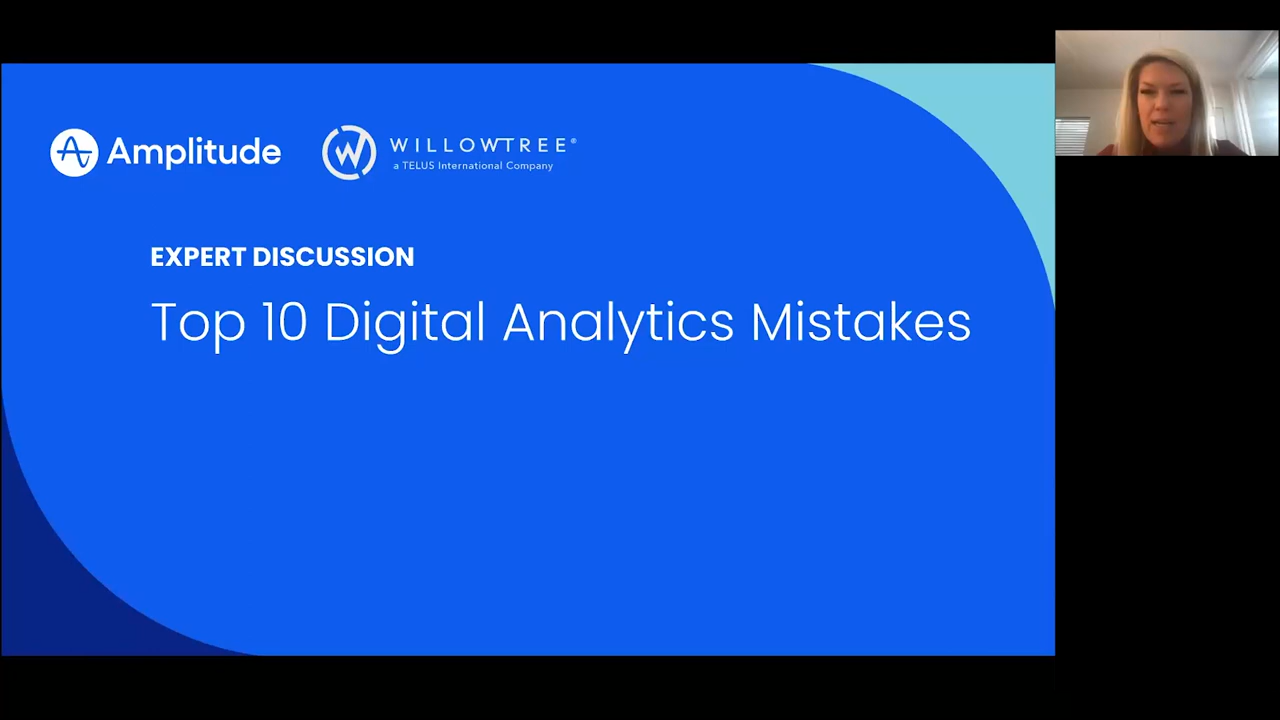 Amplitude
WILLOWTREE®
a TELUS International Company
EXPERT DISCUSSION
Top 10 Digital Analytics Mistakes